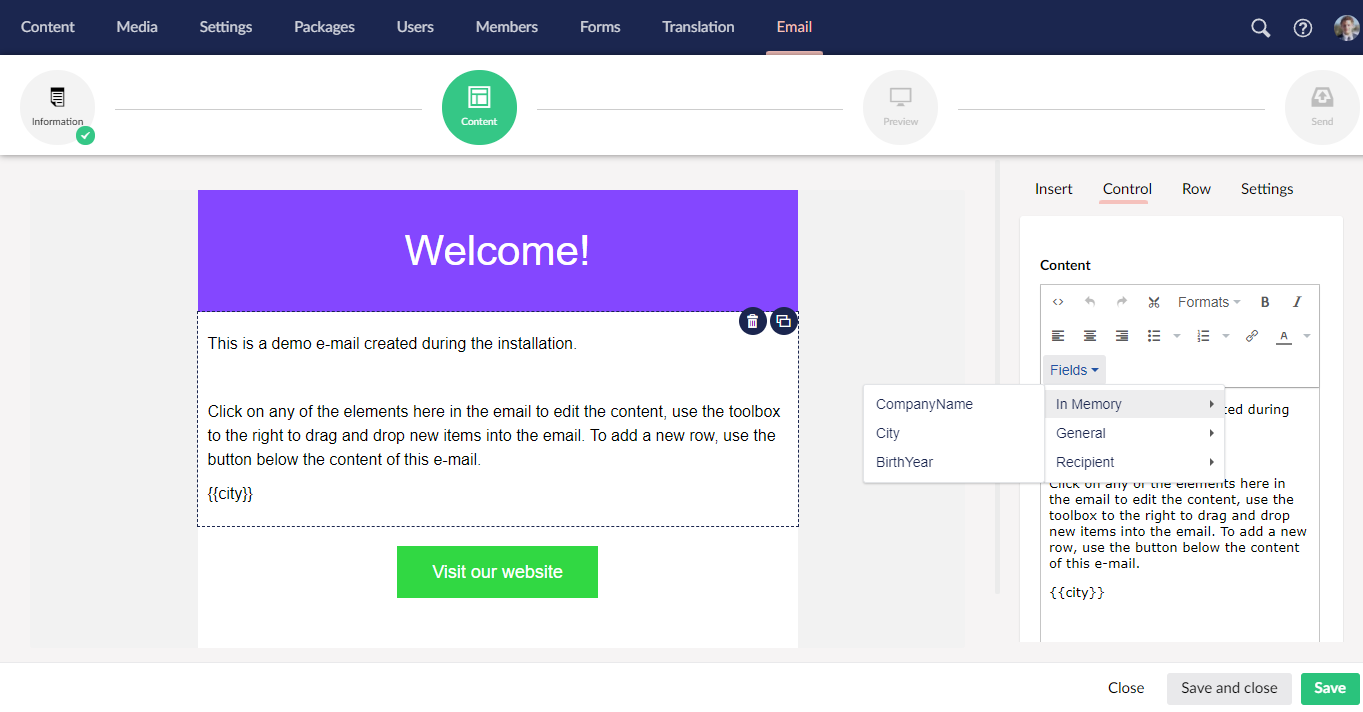 Content Media Settings Packages Users Members Forms Translation Email
Information
Content
Preview
Send
Welcome!
This is a demo e-mail created during the installation.
Click on any of the elements here in the email to edit the content, use the toolbox
to the right to drag and drop new items into the email. To add a new row, use the
button below the content of this e-mail.
{{city}}
Visit our website
Insert Control Row Settings
Content
Formats B I
A
Fields
CompanyName
City
BirthYear
In Memory
General
Recipient
ted during
Click on any of the elements here in
the email to edit the content, use the
toolbox to the right to drag and drop
new items into the email. To add a new
row, use the button below the content
of this e-mail.
{{city}}
Close Save and close Save